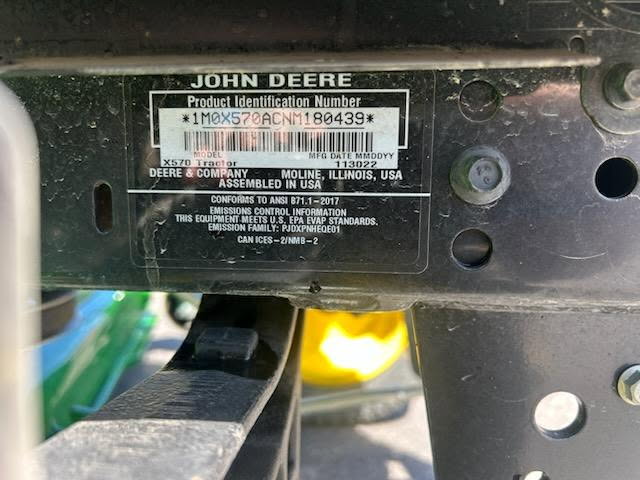 JOHN DEERE
Product Identification Number
*1M0X570ACNM180439*
MODEL MFG DATE MMDDYY
X570 Tractor 113022
DEERE & COMPANY MOLINE, ILLINOIS, USA
ASSEMBLED IN USA
CONFORMS TO ANSI B71.1-2017
EMISSIONS CONTROL INFORMATION
THIS EQUIPMENT MEETS U.S. EPA EVAP STANDARDS.
EMISSION FAMILY: PJDXPNHEQE01
CAN ICES-2/NMB-2